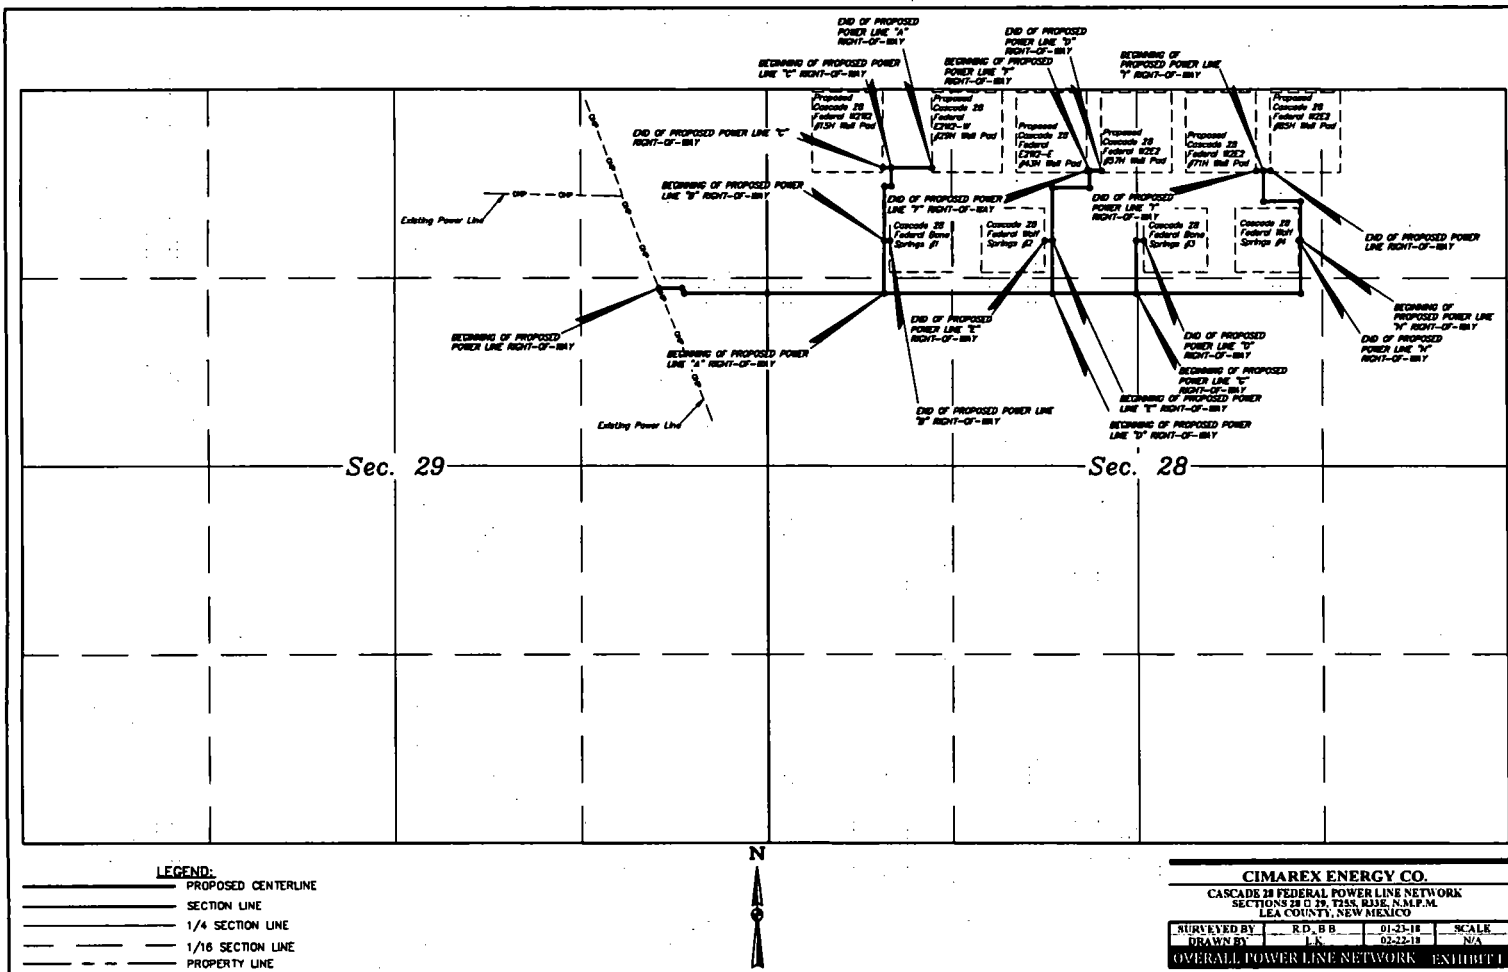 END OF PROPOSED
POWER LINE "A"
RIGHT-OF-WAY
END OF PROPOSED
POWER LINE "D"
RIGHT-OF-WAY
BEGINNING OF PROPOSED POWER
LINE "C" RIGHT-OF-WAY
BEGINNING OF PROPOSED
POWER LINE "F"
RIGHT-OF-WAY
BEGINNING OF
PROPOSED POWER LINE
RIGHT-OF-WAY
Proposed
Cascade 28
Federal W2W2
#15H Well Pad
Proposed
Cascade 28
Federal
E2W2-W
#29H Well Pad
Proposed
Cascade 28
Federal
E2W2-E
#43H Well Pad
Proposed
Cascade 28
Federal W2E2
#57H Well Pad
Proposed
Cascade 28
Federal W2E2
#71H Well Pad
Proposed
Cascade 28
Federal W2E2
#85H Well Pad
END OF PROPOSED POWER LINE "C"
RIGHT-OF-WAY
BEGINNING OF PROPOSED POWER
LINE "B" RIGHT-OF-WAY
END OF PROPOSED POWER
LINE "F" RIGHT-OF-WAY
END OF PROPOSED
POWER LINE
RIGHT-OF-WAY
OHP
OHP
Existing Power Line
Cascade 28
Federal Bone
Springs #1
Cascade 28
Federal Wolf
Springs #2
Cascade 28
Federal Bone
Springs #3
Cascade 28
Federal Wolf
Springs #4
END OF PROPOSED POWER
LINE RIGHT-OF-WAY
BEGINNING OF PROPOSED
POWER LINE RIGHT-OF-WAY
BEGINNING OF PROPOSED POWER
LINE "A" RIGHT-OF-WAY
END OF PROPOSED
POWER LINE "E"
RIGHT-OF-WAY
END OF PROPOSED
POWER LINE "G"
RIGHT-OF-WAY
BEGINNING OF
PROPOSED POWER LINE
"H" RIGHT-OF-WAY
END OF PROPOSED
POWER LINE "H"
RIGHT-OF-WAY
BEGINNING OF PROPOSED
POWER LINE "G"
RIGHT-OF-WAY
BEGINNING OF PROPOSED POWER
LINE "E" RIGHT-OF-WAY
BEGINNING OF PROPOSED POWER
LINE "D" RIGHT-OF-WAY
END OF PROPOSED POWER LINE
"B" RIGHT-OF-WAY
Existing Power Line
Sec. 29
Sec. 28
LEGEND:
PROPOSED CENTERLINE
SECTION LINE
1/4 SECTION LINE
1/16 SECTION LINE
PROPERTY LINE
N
CIMAREX ENERGY CO.
CASCADE 28 FEDERAL POWER LINE NETWORK
SECTIONS 28 & 29, T25S, R33E, N.M.P.M.
LEA COUNTY, NEW MEXICO
SURVEYED BY R.D., B.B. 01-23-18 SCALE
DRAWN BY L.K. 02-22-18 N/A
OVERALL POWER LINE NETWORK EXHIBIT 1